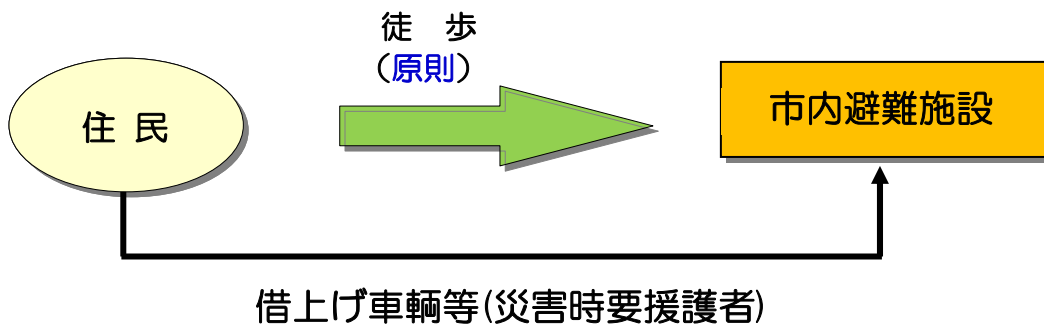 徒　歩
（原則）
住 民
市内避難施設
借上げ車輌等(災害時要援護者)